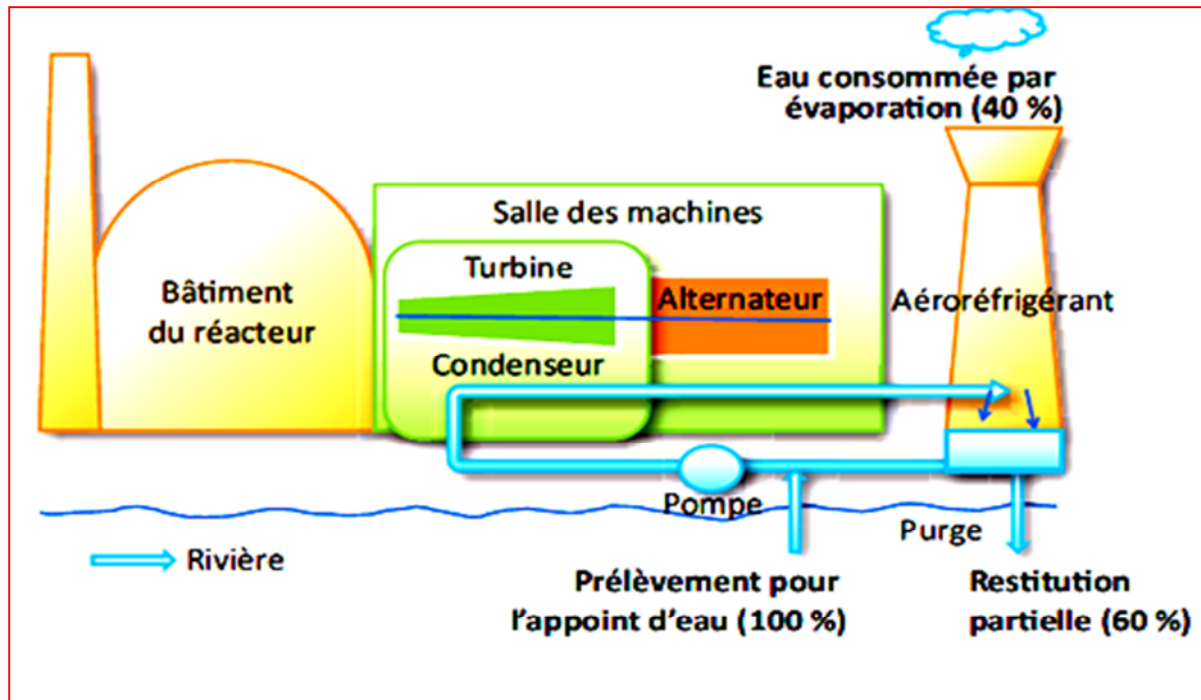 Eau consommée par
évaporation (40 %)
Salle des machines
Turbine
Bâtiment
du réacteur
Alternateur
Aéroréfrigérant
Condenseur
Pompe
Purge
Rivière
Prélèvement pour
l'appoint d'eau (100 %)
Restitution
partielle (60 %)